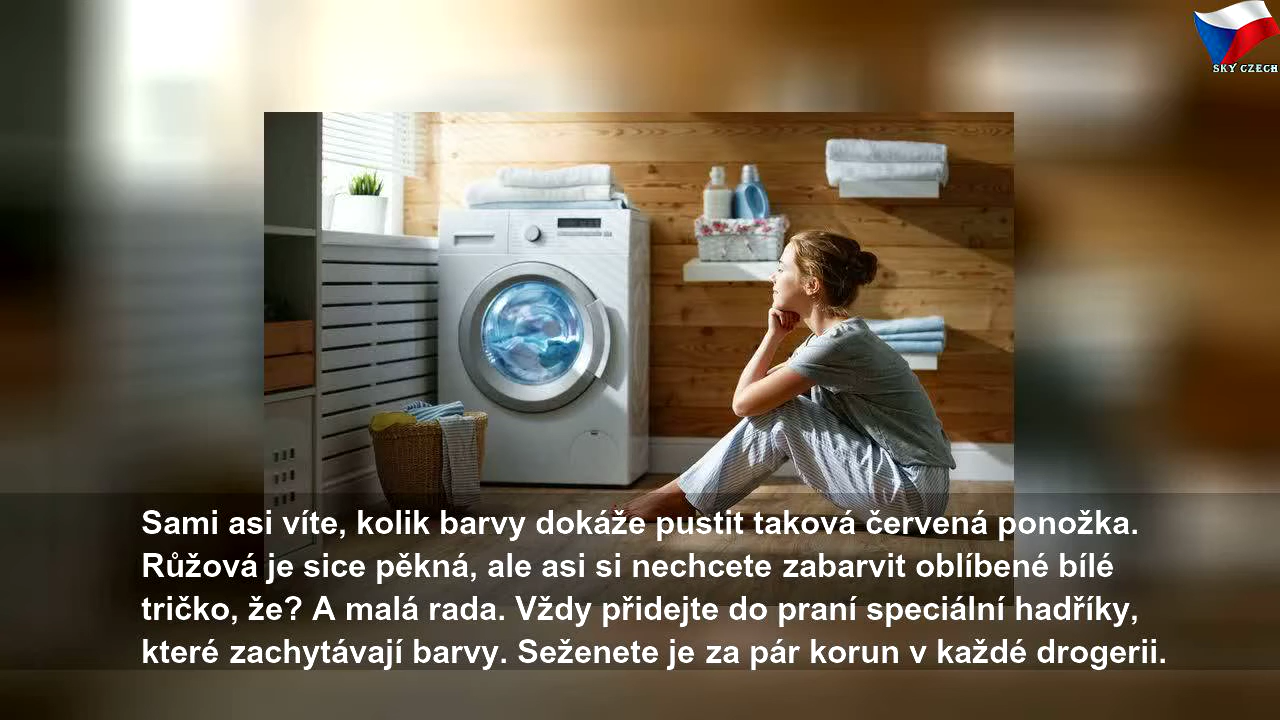 SKY CZECH
Sami asi víte, kolik barvy dokáže pustit taková červená ponožka.
Růžová je sice pěkná, ale asi si nechcete zabarvit oblíbené bílé
tričko, že? A malá rada. Vždy přidejte do praní speciální hadříky,
které zachytávají barvy. Seženete je za pár korun v každé drogerii.